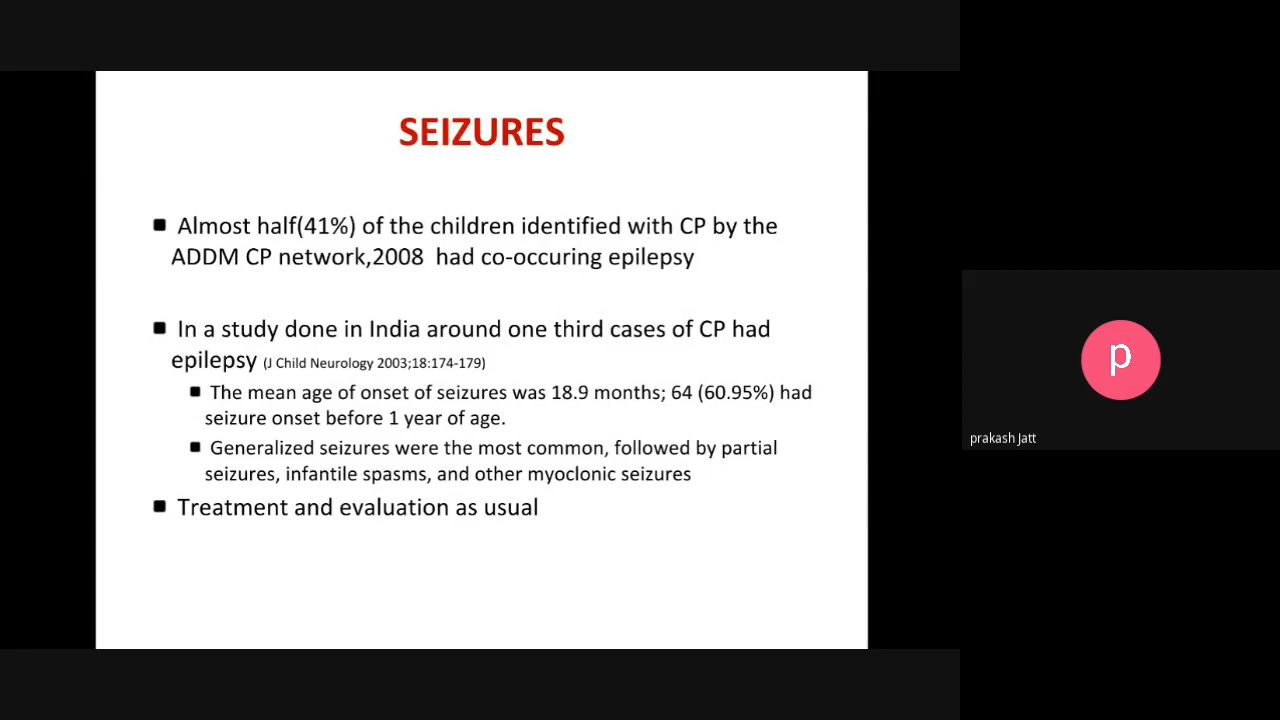 SEIZURES
Almost half(41%) of the children identified with CP by the
ADDM CP network,2008 had co-occuring epilepsy
In a study done in India around one third cases of CP had
epilepsy (J Child Neurology 2003;18:174-179)
The mean age of onset of seizures was 18.9 months; 64 (60.95%) had
seizure onset before 1 year of age.
Generalized seizures were the most common, followed by partial
seizures, infantile spasms, and other myoclonic seizures
Treatment and evaluation as usual
p
prakash Jatt